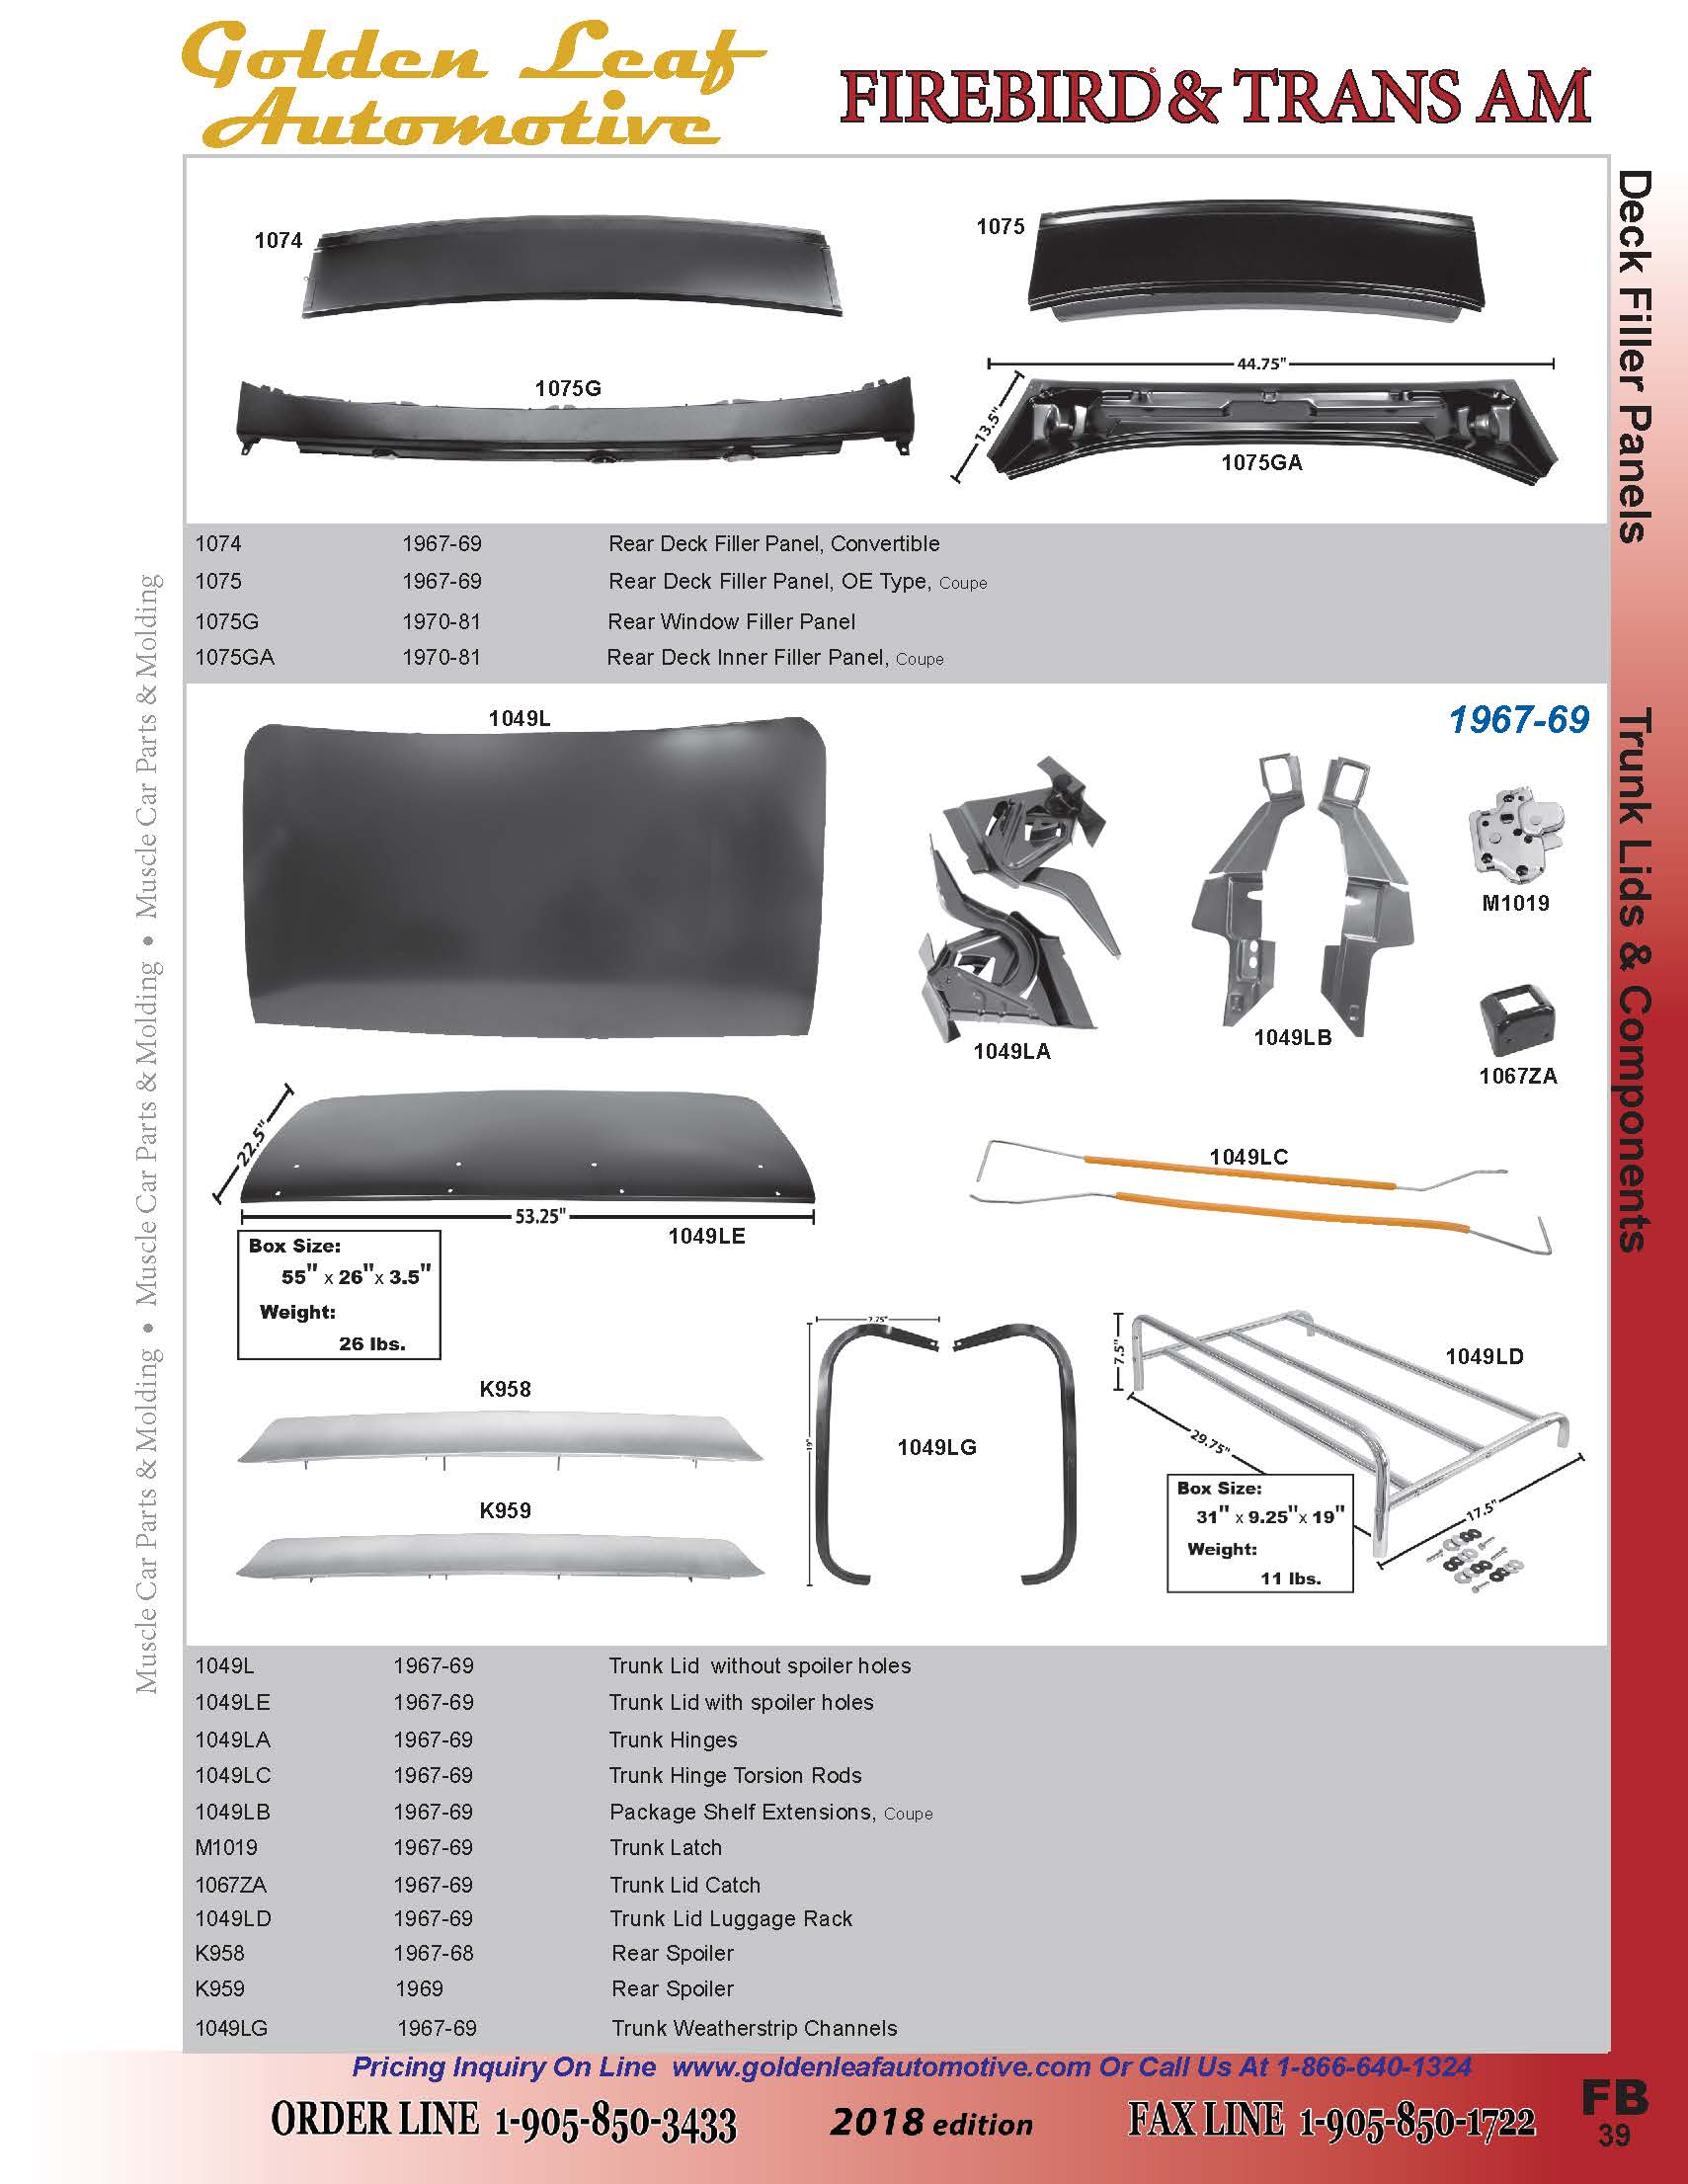 Golden Leaf
Automotive
FIREBIRD & TRANS AM
Deck Filler Panels
1074
1075
1075G
44.75"
13.5"
1075GA
1074 1967-69 Rear Deck Filler Panel, Convertible
1075 1967-69 Rear Deck Filler Panel, OE Type, Coupe
1075G 1970-81 Rear Window Filler Panel
1075GA 1970-81 Rear Deck Inner Filler Panel, Coupe
Muscle Car Parts & Molding • Muscle Car Parts & Molding • Muscle Car Parts & Molding
Trunk Lids & Components
1967-69
1049L
1049LA
1049LB
M1019
1067ZA
22.5"
53.25"
1049LE
1049LC
Box Size:
55" x 26"x 3.5"
Weight:
26 lbs.
K958
K959
7.75"
19"
1049LG
7.5"
29.75"
17.5"
1049LD
Box Size:
31" x 9.25"x 19"
Weight:
11 lbs.
1049L 1967-69 Trunk Lid without spoiler holes
1049LE 1967-69 Trunk Lid with spoiler holes
1049LA 1967-69 Trunk Hinges
1049LC 1967-69 Trunk Hinge Torsion Rods
1049LB 1967-69 Package Shelf Extensions, Coupe
M1019 1967-69 Trunk Latch
1067ZA 1967-69 Trunk Lid Catch
1049LD 1967-69 Trunk Lid Luggage Rack
K958 1967-68 Rear Spoiler
K959 1969 Rear Spoiler
1049LG 1967-69 Trunk Weatherstrip Channels
Pricing Inquiry On Line www.goldenleafautomotive.com Or Call Us At 1-866-640-1324
ORDER LINE 1-905-850-3433 2018 edition FAX LINE 1-905-850-1722
FB
39